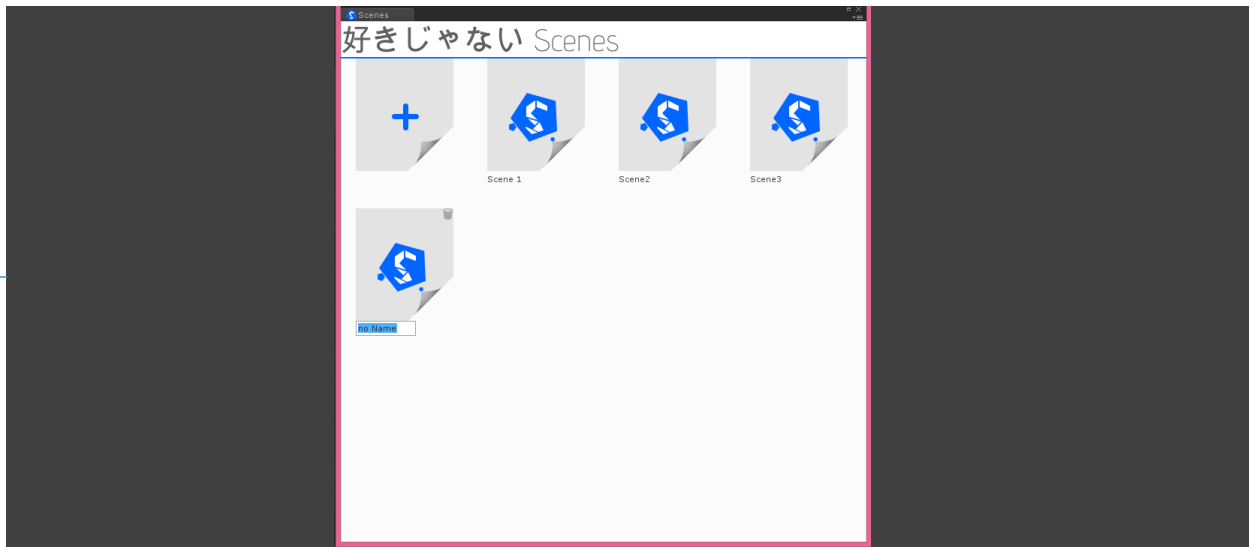 Scenes
好きじゃない Scenes
Scene 1
Scene2
Scene3
no Name